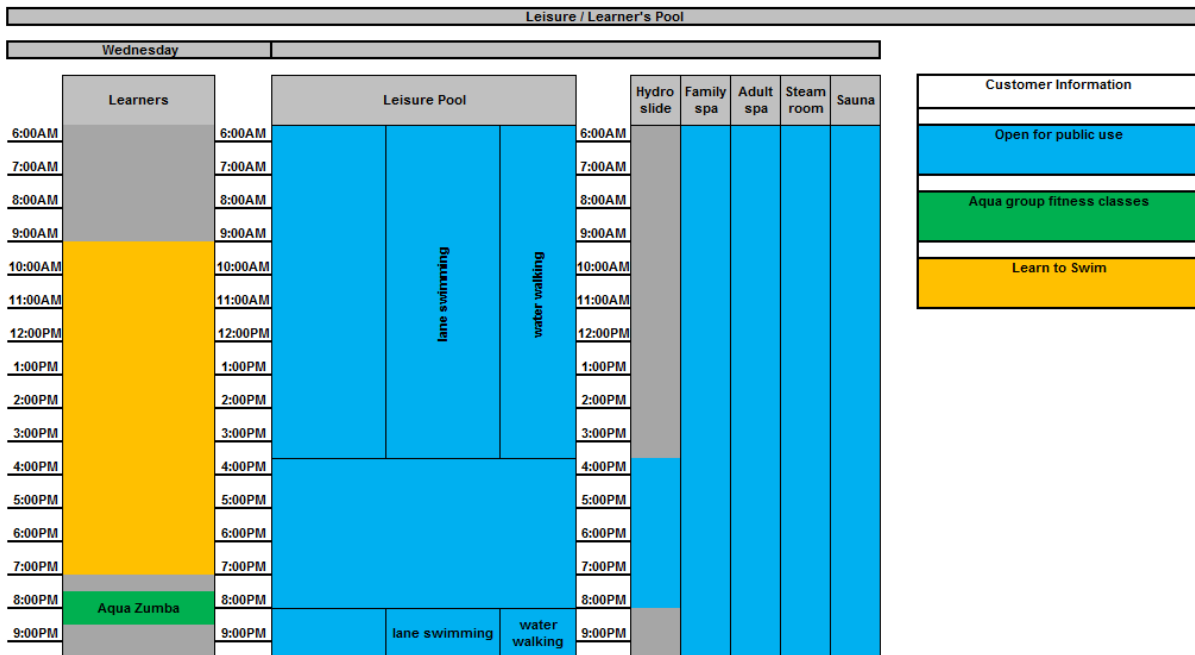 Leisure / Learner's Pool
Wednesday
Learners
Leisure Pool
Hydro slide
Family spa
Adult spa
Steam room
Sauna
Customer Information
Open for public use
Aqua group fitness classes
Learn to Swim
6:00AM 6:00AM 6:00AM
7:00AM 7:00AM 7:00AM
8:00AM 8:00AM 8:00AM
9:00AM 9:00AM 9:00AM
10:00AM 10:00AM 10:00AM
11:00AM 11:00AM 11:00AM
12:00PM 12:00PM 12:00PM
1:00PM 1:00PM 1:00PM
2:00PM 2:00PM 2:00PM
3:00PM 3:00PM 3:00PM
4:00PM 4:00PM 4:00PM
5:00PM 5:00PM 5:00PM
6:00PM 6:00PM 6:00PM
7:00PM 7:00PM 7:00PM
8:00PM 8:00PM 8:00PM
9:00PM 9:00PM 9:00PM
lane swimming
water walking
Aqua Zumba
lane swimming
water
walking